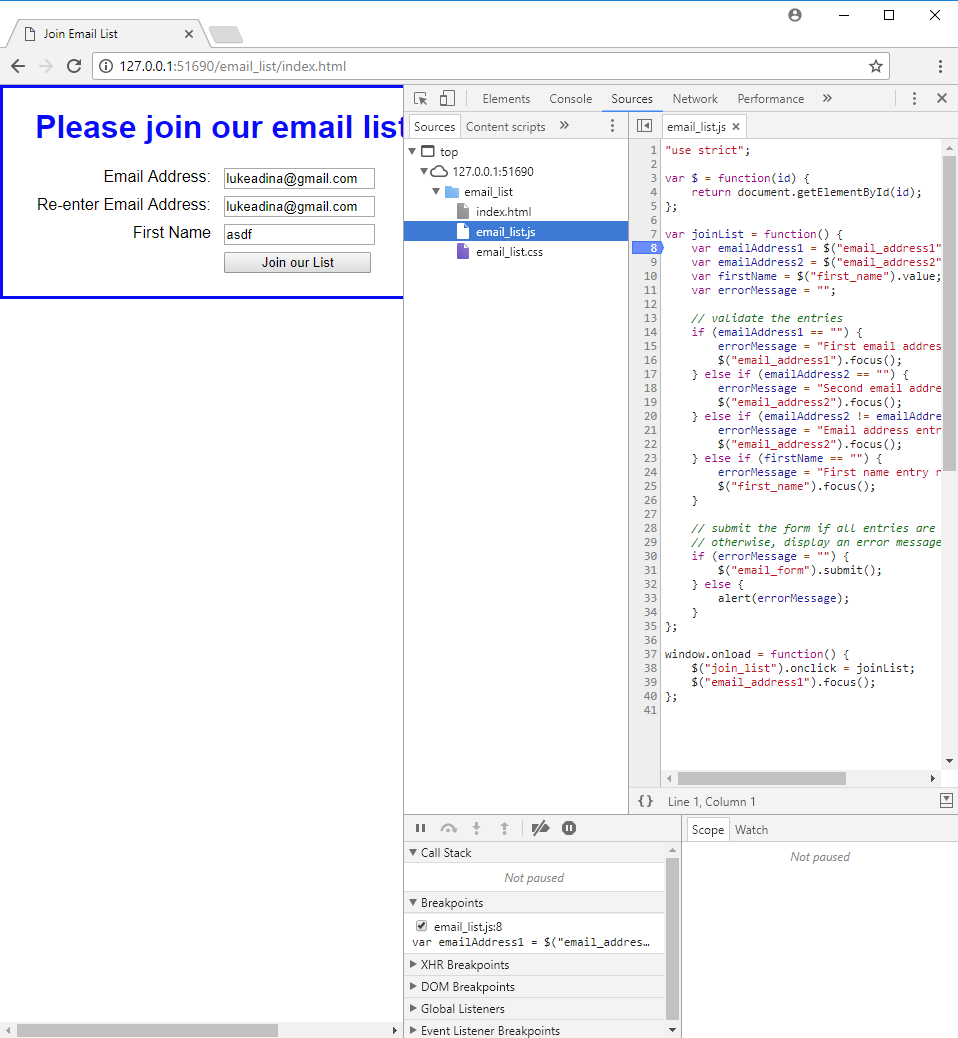 Join Email List
127.0.0.1:51690/email_list/index.html
Please join our email list
Email Address:
lukeadina@gmail.com
Re-enter Email Address:
lukeadina@gmail.com
First Name
asdf
Join our List
Elements Console Sources Network Performance »
Sources Content scripts »
top
127.0.0.1:51690
email_list
index.html
email_list.js
email_list.css
email_list.js ×
1 "use strict";
2
3 var $ = function(id) {
4 return document.getElementById(id);
5 };
6
7 var joinList = function() {
8 var emailAddress1 = $("email_address1"
9 var emailAddress2 = $("email_address2"
10 var firstName = $("first_name").value;
11 var errorMessage = "";
12
13 // validate the entries
14 if (emailAddress1 == "") {
15 errorMessage = "First email addres
16 $("email_address1").focus();
17 } else if (emailAddress2 == "") {
18 errorMessage = "Second email addre
19 $("email_address2").focus();
20 } else if (emailAddress2 != emailAddre
21 errorMessage = "Email address entr
22 $("email_address2").focus();
23 } else if (firstName == "") {
24 errorMessage = "First name entry r
25 $("first_name").focus();
26 }
27
28 // submit the form if all entries are
29 // otherwise, display an error message
30 if (errorMessage = "") {
31 $("email_form").submit();
32 } else {
33 alert(errorMessage);
34 }
35 };
36
37 window.onload = function() {
38 $("join_list").onclick = joinList;
39 $("email_address1").focus();
40 };
41
{} Line 1, Column 1
Call Stack
Not paused
Breakpoints
email_list.js:8
var emailAddress1 = $("email_addres…
XHR Breakpoints
DOM Breakpoints
Global Listeners
Event Listener Breakpoints
Scope Watch
Not paused